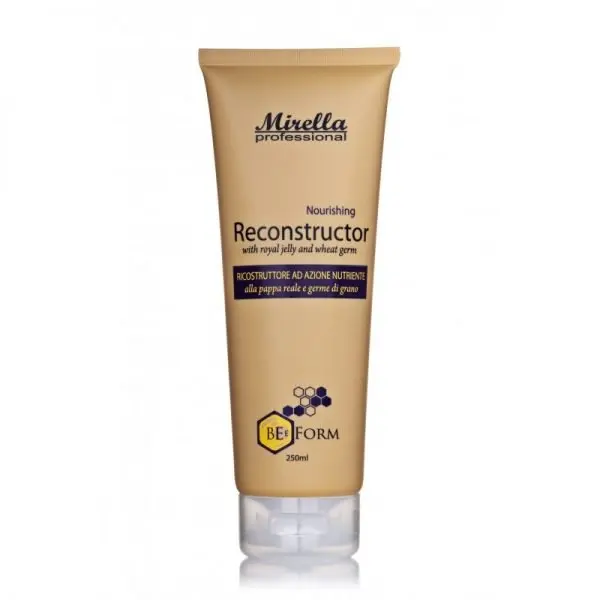 Mirella
professional
Nourishing
Reconstructor
with royal jelly and wheat germ
RICOSTRUTTORE AD AZIONE NUTRIENTE
alla pappa reale e germe di grano
BEe FORM
250ml